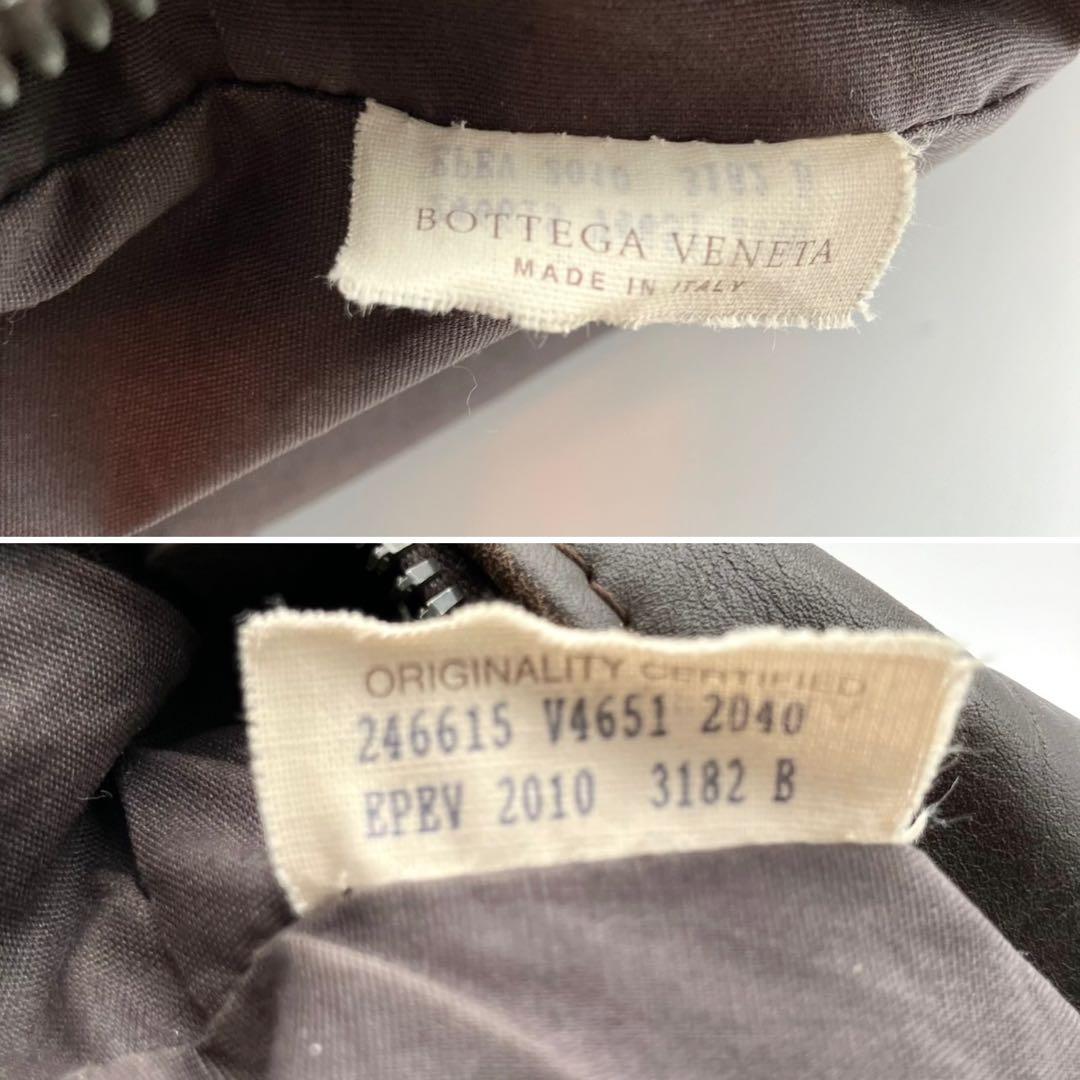 BOTTEGA VENETA
MADE IN ITALY
ORIGINALITY CERTIFIED
246615 V4651 2040
EPEV 2010 3182 B